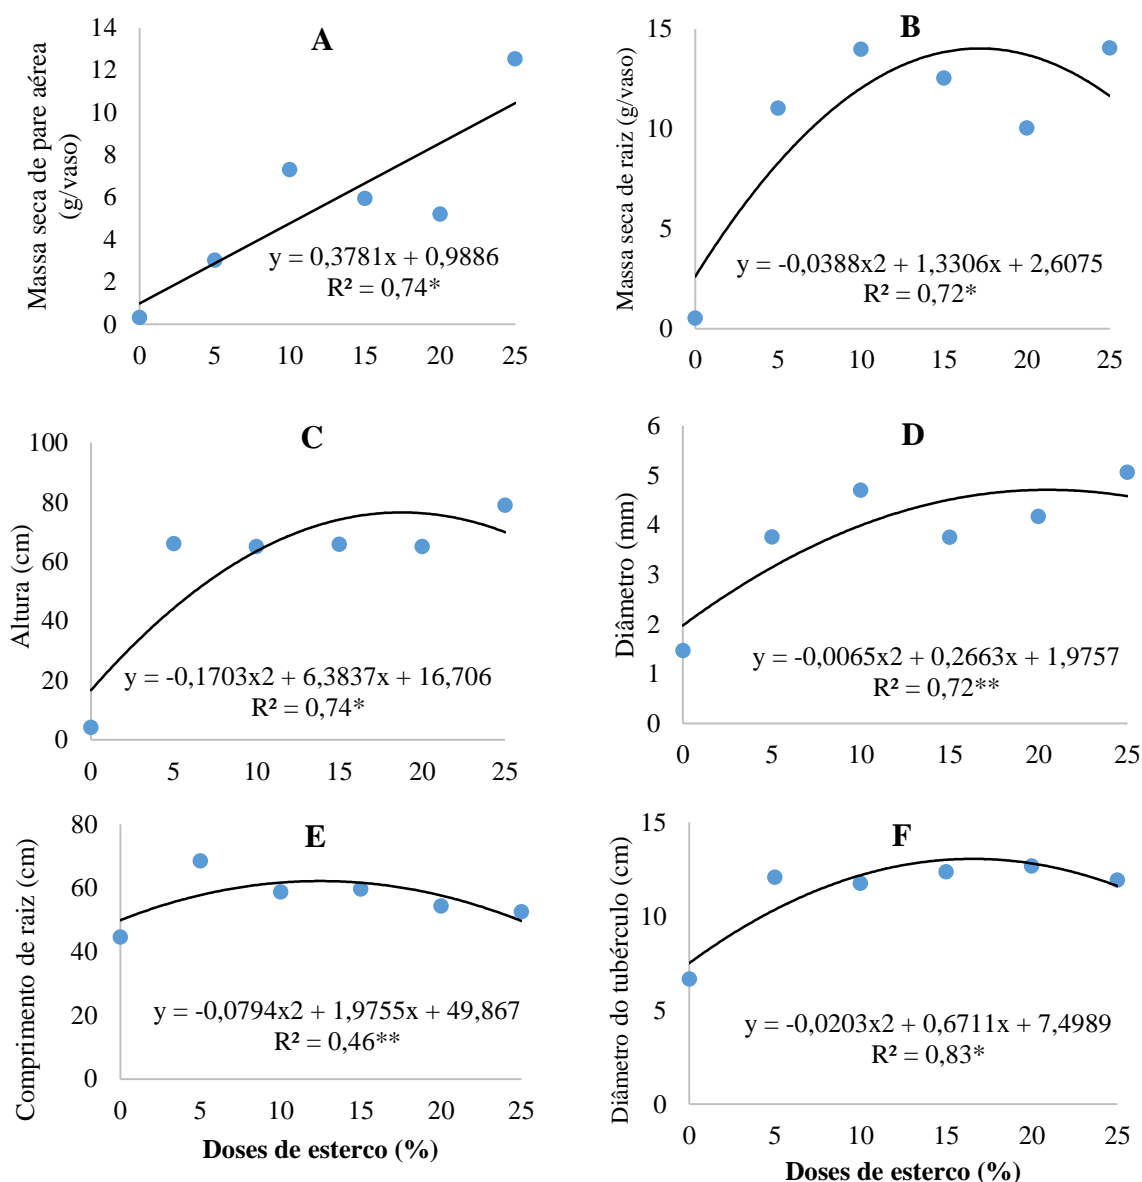 A
Massa seca de pare aérea
(g/vaso)
14
12
10
8
6
4
2
0
y = 0,3781x + 0,9886
R² = 0,74*
0 5 10 15 20 25
B
Massa seca de raiz (g/vaso)
15
10
5
0
y = -0,0388x2 + 1,3306x + 2,6075
R² = 0,72*
0 5 10 15 20 25
C
Altura (cm)
100
80
60
40
20
0
y = -0,1703x2 + 6,3837x + 16,706
R² = 0,74*
0 5 10 15 20 25
D
Diâmetro (mm)
6
5
4
3
2
1
0
y = -0,0065x2 + 0,2663x + 1,9757
R² = 0,72**
0 5 10 15 20 25
E
Comprimento de raiz (cm)
80
60
40
20
0
y = -0,0794x2 + 1,9755x + 49,867
R² = 0,46**
0 5 10 15 20 25
Doses de esterco (%)
F
Diâmetro do tubérculo (cm)
15
10
5
0
y = -0,0203x2 + 0,6711x + 7,4989
R² = 0,83*
0 5 10 15 20 25
Doses de esterco (%)